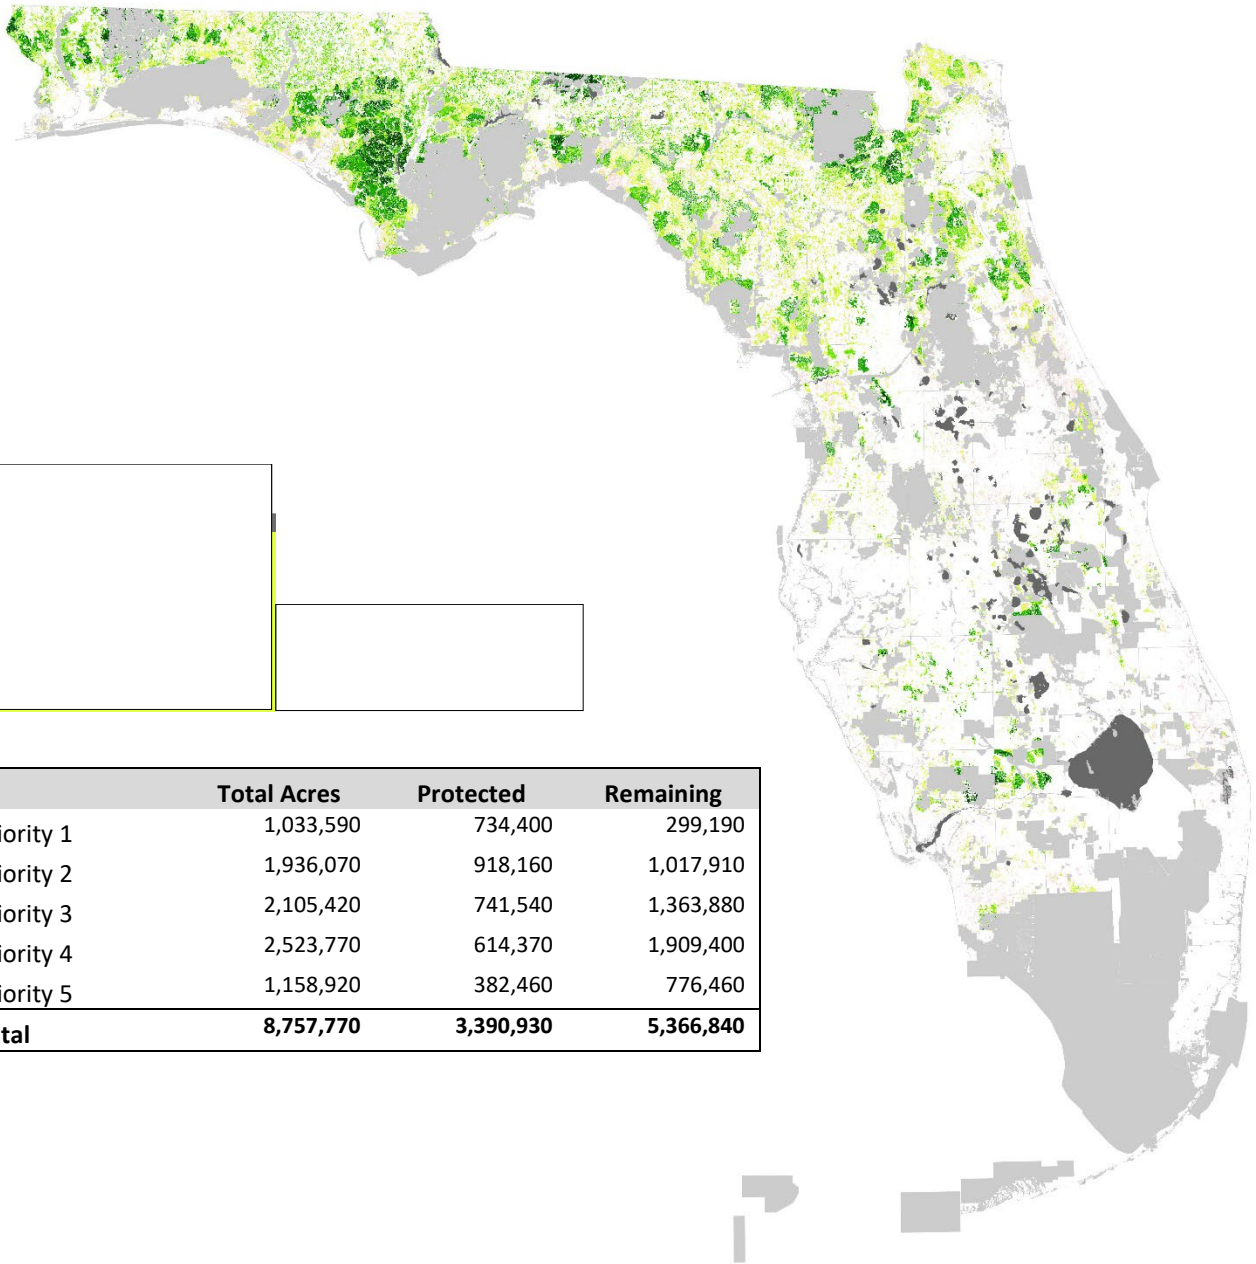 Total Acres Protected Remaining
iority 1 1,033,590 734,400 299,190
iority 2 1,936,070 918,160 1,017,910
iority 3 2,105,420 741,540 1,363,880
iority 4 2,523,770 614,370 1,909,400
iority 5 1,158,920 382,460 776,460
tal 8,757,770 3,390,930 5,366,840